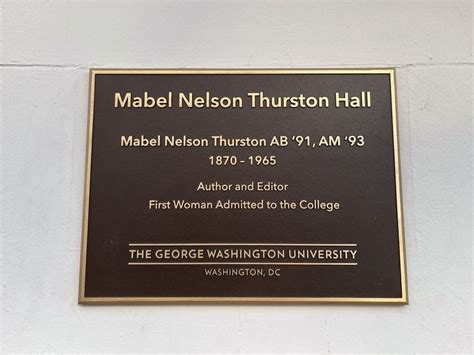 Mabel Nelson Thurston Hall
Mabel Nelson Thurston AB ‘91, AM ‘93
1870 – 1965
Author and Editor
First Woman Admitted to the College
THE GEORGE WASHINGTON UNIVERSITY
WASHINGTON, DC